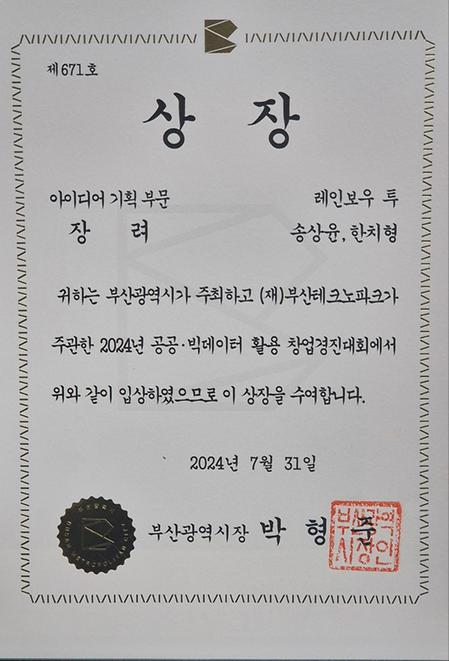 제671호
상 장
아이디어 기획 부문 레인보우 투
장 려 송상윤, 한치형
귀하는 부산광역시가 주최하고 (재)부산테크노파크가
주관한 2024년 공공·빅데이터 활용 창업경진대회에서
위와 같이 입상하였으므로 이 상장을 수여합니다.
2024년 7월 31일
부산광역시장 박 형 준
부산광역
시장인